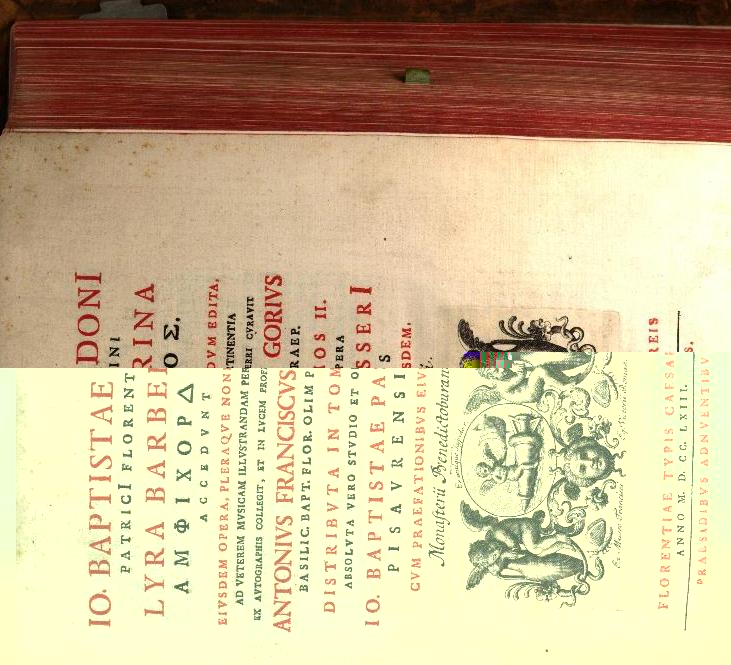 IO. BAPTISTAE DONI
PATRICI FLORENTINI
LYRA BARBERINA
ΑΜΦΙΧΟΡΔΟΣ.
ACCEDVNT
EIVSDEM OPERA, PLERAQVE NONDVM EDITA,
AD VETEREM MVSICAM ILLVSTRANDAM PERTINENTIA
EX AVTOGRAPHIS COLLEGIT, ET IN LVCEM PROFERRI CVRAVIT
ANTONIVS FRANCISCVS GORIVS
BASILIC. BAPT. FLOR. OLIM PRAEP.
DISTRIBVTA IN TOMOS II.
ABSOLVTA VERO STVDIO ET OPERA
IO. BAPTISTAE PASSERI
PISAVRENSIS
CVM PRAEFATIONIBVS EIVSDEM.
Monasterii Benedictoburani
FLORENTIAE TYPIS CAESAREIS
ANNO M. D. CC. LXIII.
PRAESIDIBVS ADNVENTIBVS.